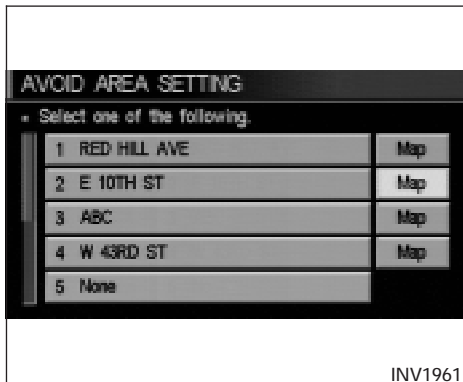 AVOID AREA SETTING
Select one of the following.
1 RED HILL AVE Map
2 E 10TH ST Map
3 ABC Map
4 W 43RD ST Map
5 None
INV1961